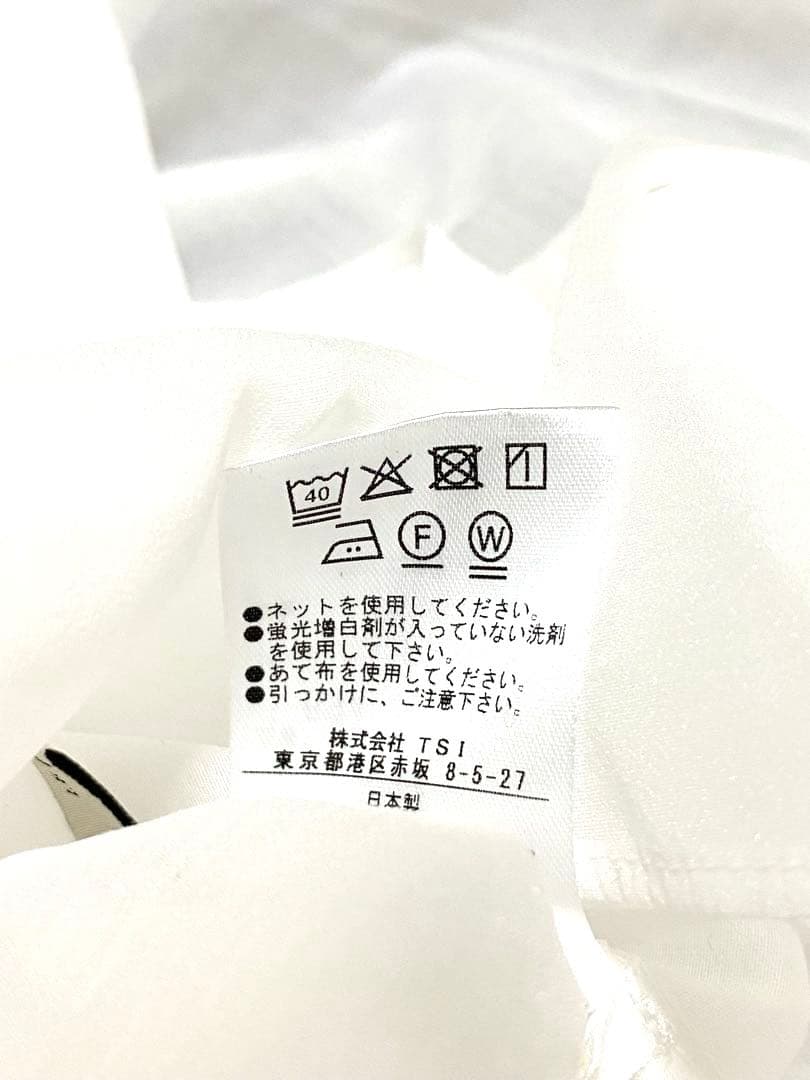 40
F W
●ネットを使用してください。
●蛍光増白剤が入っていない洗剤
を使用して下さい。
●あて布を使用してください。
●引っかけに、ご注意下さい。
株式会社 TSI
東京都港区赤坂 8-5-27
日本製